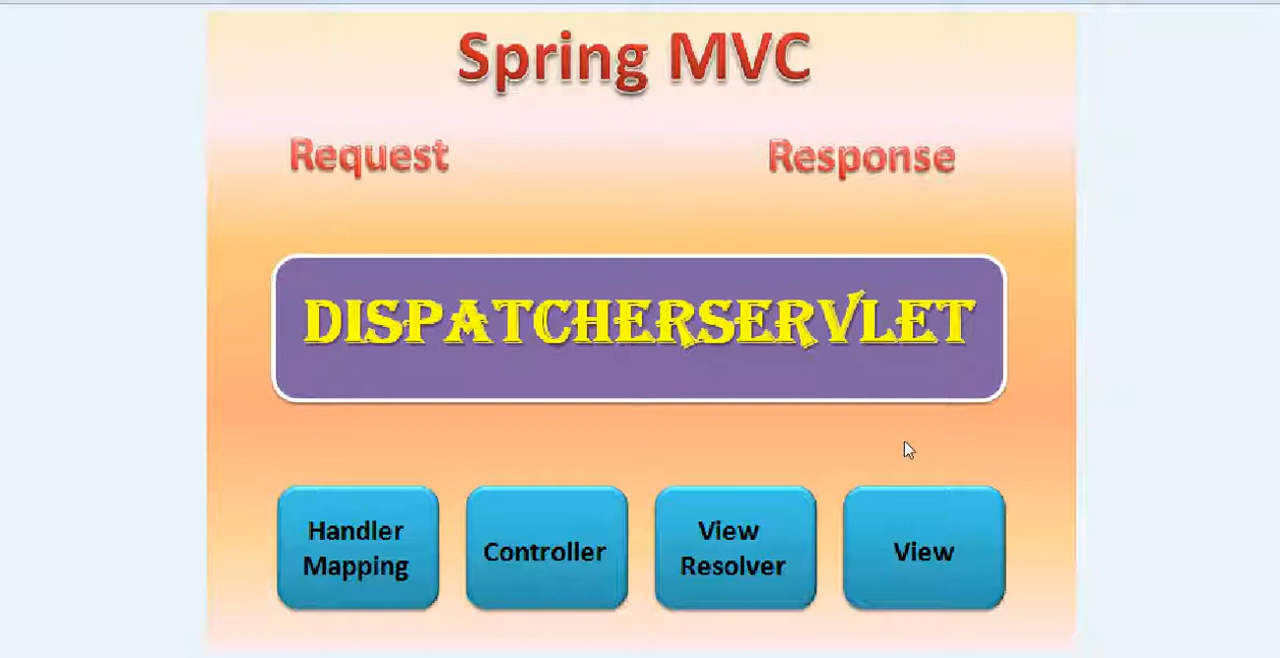 Spring MVC
Request
Response
DISPATCHERSERVLET
Handler
Mapping
Controller
View
Resolver
View